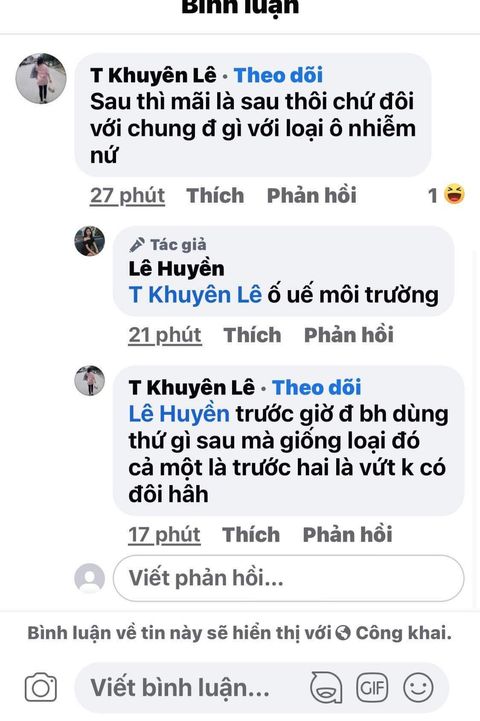 Bình luận
T Khuyên Lê · Theo dõi
Sau thì mãi là sau thôi chứ đôi
với chung đ gì với loại ô nhiễm
nứ
27 phút Thích Phản hồi 1
Tác giả
Lê Huyền
T Khuyên Lê ố uế môi trường
21 phút Thích Phản hồi
T Khuyên Lê · Theo dõi
Lê Huyền trước giờ đ bh dùng
thứ gì sau mà giống loại đó
cả một là trước hai là vứt k có
đôi hâh
17 phút Thích Phản hồi
Viết phản hồi...
Bình luận về tin này sẽ hiển thị với Công khai.
Viết bình luận...
GIF